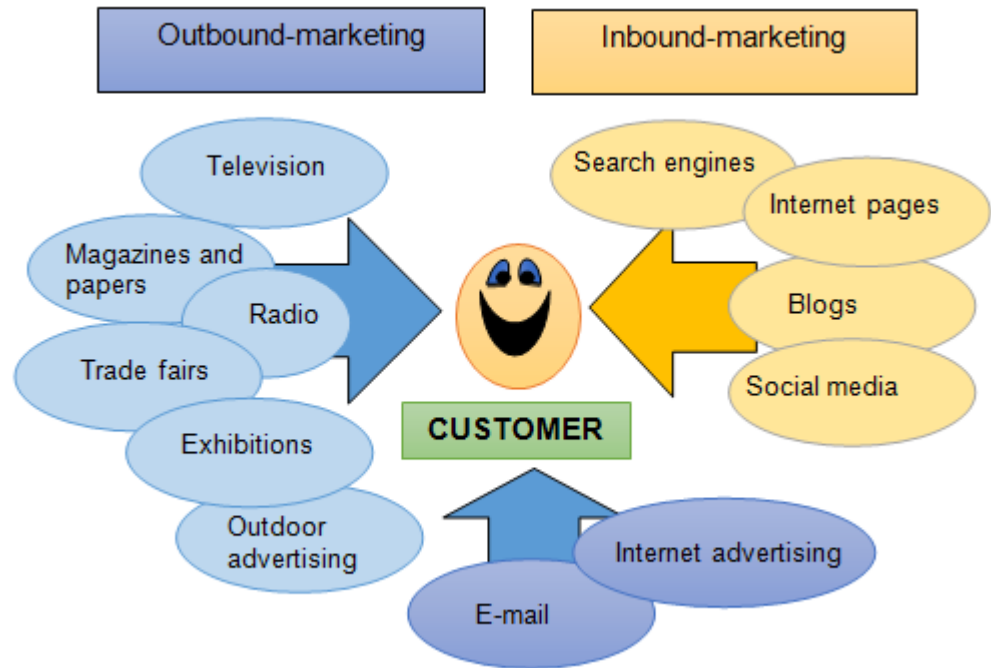 Outbound-marketing
Inbound-marketing
Television
Magazines and
papers
Radio
Trade fairs
Exhibitions
Outdoor
advertising
Search engines
Internet pages
Blogs
Social media
CUSTOMER
Internet advertising
E-mail